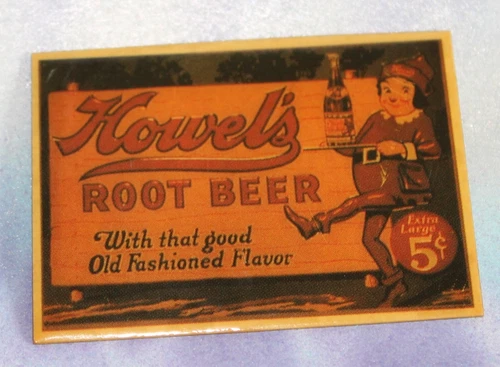 Howel's
ROOT BEER
With that good
Old Fashioned Flavor
Extra
Large
5¢